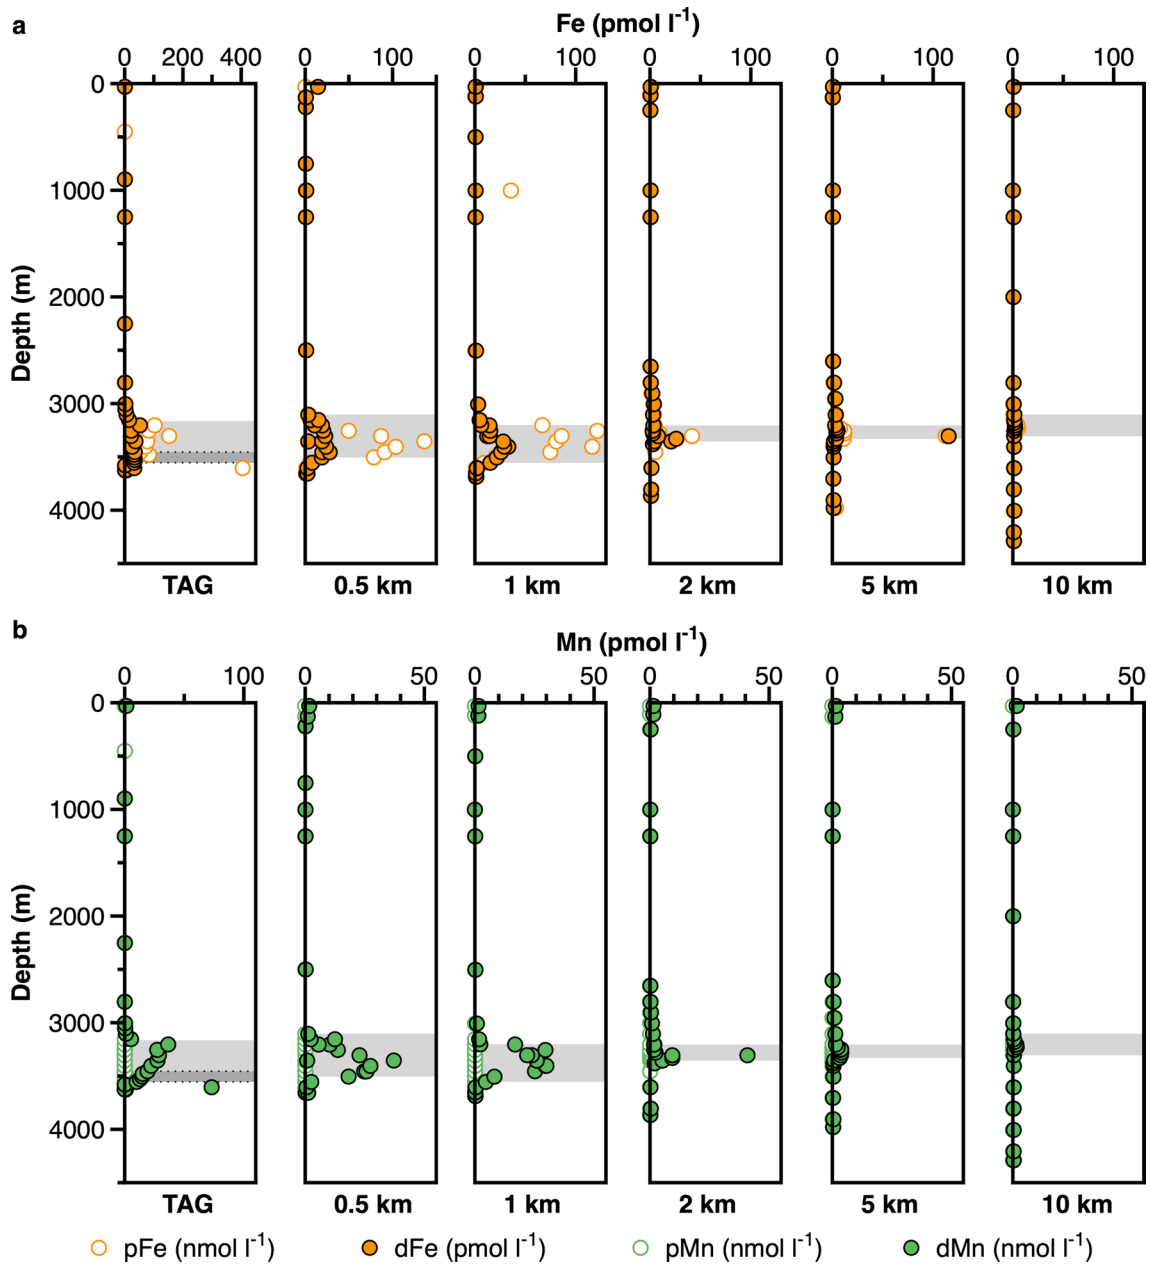 a
Fe (pmol l-1)
0 200 400 0 100 0 100 0 100 0 100 0 100
0
1000
2000
3000
4000
Depth (m)
TAG 0.5 km 1 km 2 km 5 km 10 km
b
Mn (pmol l-1)
0 100 0 50 0 50 0 50 0 50 0 50
0
1000
2000
3000
4000
Depth (m)
TAG 0.5 km 1 km 2 km 5 km 10 km
pFe (nmol l-1) dFe (pmol l-1) pMn (nmol l-1) dMn (nmol l-1)